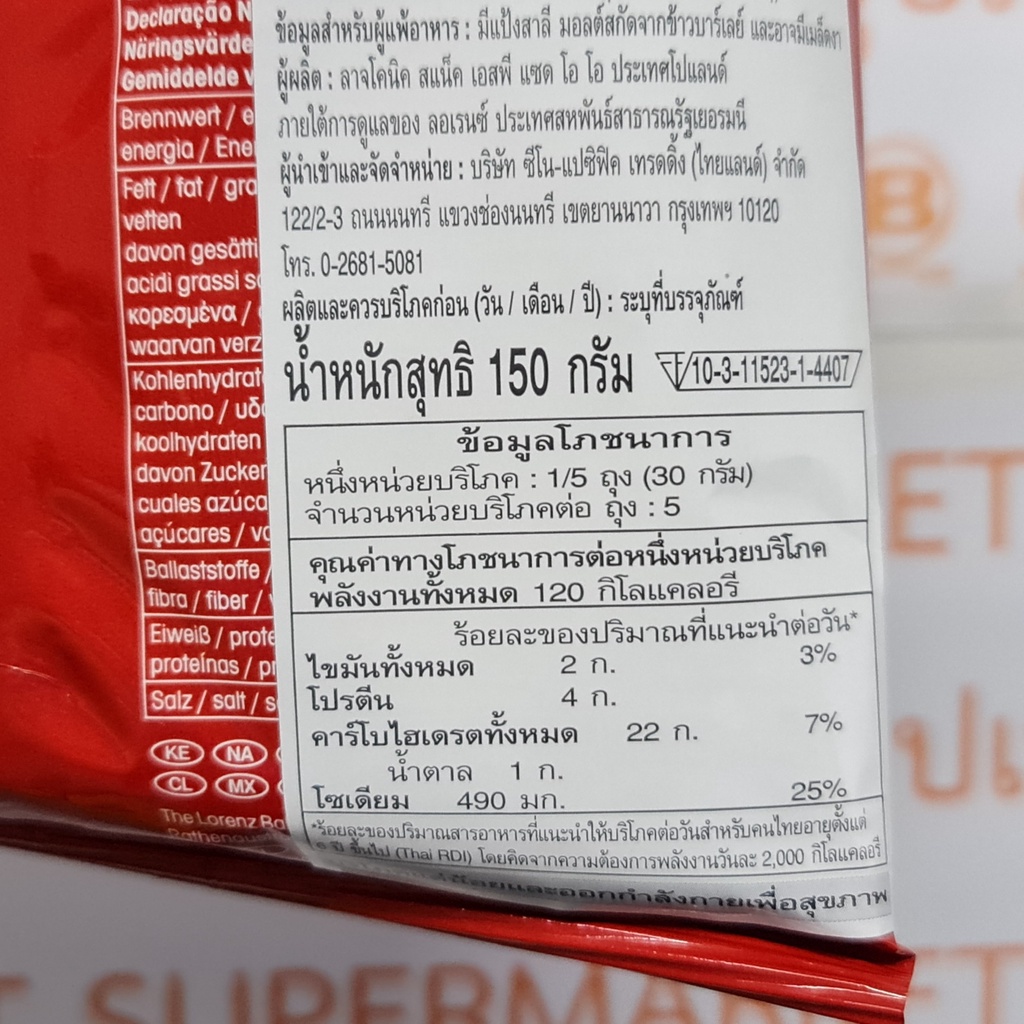 Declaração N
Näringsvärde
Gemiddelde v
Brennwert / e
energia / Ene
Fett / fat / gra
vetten
davon gesätti
acidi grassi s
κορεσμένα /
waarvan verz
Kohlenhydrat
carbono / υδ
koolhydraten
davon Zucker
cuales azúca
açúcares / v
Ballaststoffe /
fibra / fiber /
Eiweiß / prote
proteínas / p
Salz / salt / s
KE NA
CL MX
The Lorenz Ba
ข้อมูลสำหรับผู้แพ้อาหาร : มีแป้งสาลี มอลต์สกัดจากข้าวบาร์เลย์ และอาจมีเมล็ดงา
ผู้ผลิต : ลาจโคนิค สแน็ค เอสพี แซด โอ โอ ประเทศโปแลนด์
ภายใต้การดูแลของ ลอเรนซ์ ประเทศสหพันธ์สาธารณรัฐเยอรมนี
ผู้นำเข้าและจัดจำหน่าย : บริษัท ซีโน-แปซิฟิค เทรดดิ้ง (ไทยแลนด์) จำกัด
122/2-3 ถนนนนทรี แขวงช่องนนทรี เขตยานนาวา กรุงเทพฯ 10120
โทร. 0-2681-5081
ผลิตและควรบริโภคก่อน (วัน / เดือน / ปี) : ระบุที่บรรจุภัณฑ์
น้ำหนักสุทธิ 150 กรัม 10-3-11523-1-4407
ข้อมูลโภชนาการ
หนึ่งหน่วยบริโภค : 1/5 ถุง (30 กรัม)
จำนวนหน่วยบริโภคต่อ ถุง : 5
คุณค่าทางโภชนาการต่อหนึ่งหน่วยบริโภค
พลังงานทั้งหมด 120 กิโลแคลอรี
ร้อยละของปริมาณที่แนะนำต่อวัน*
ไขมันทั้งหมด 2 ก. 3%
โปรตีน 4 ก.
คาร์โบไฮเดรตทั้งหมด 22 ก. 7%
น้ำตาล 1 ก.
โซเดียม 490 มก. 25%
*ร้อยละของปริมาณสารอาหารที่แนะนำให้บริโภคต่อวันสำหรับคนไทยอายุตั้งแต่
ปี ขึ้นไป (Thai RDI) โดยคิดจากความต้องการพลังงานวันละ 2,000 กิโลแคลอรี
และออกกำลังกายเพื่อสุขภาพ
ET
T SUPERMARKET